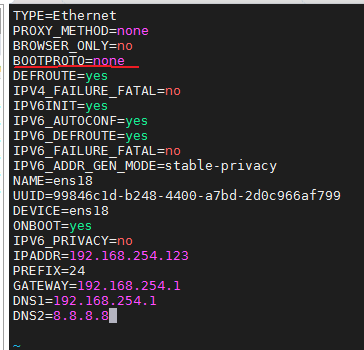 TYPE=Ethernet
PROXY_METHOD=none
BROWSER_ONLY=no
BOOTPROTO=none
DEFROUTE=yes
IPV4_FAILURE_FATAL=no
IPV6INIT=yes
IPV6_AUTOCONF=yes
IPV6_DEFROUTE=yes
IPV6_FAILURE_FATAL=no
IPV6_ADDR_GEN_MODE=stable-privacy
NAME=ens18
UUID=99846c1d-b248-4400-a7bd-2d0c966af799
DEVICE=ens18
ONBOOT=yes
IPV6_PRIVACY=no
IPADDR=192.168.254.123
PREFIX=24
GATEWAY=192.168.254.1
DNS1=192.168.254.1
DNS2=8.8.8.8
~